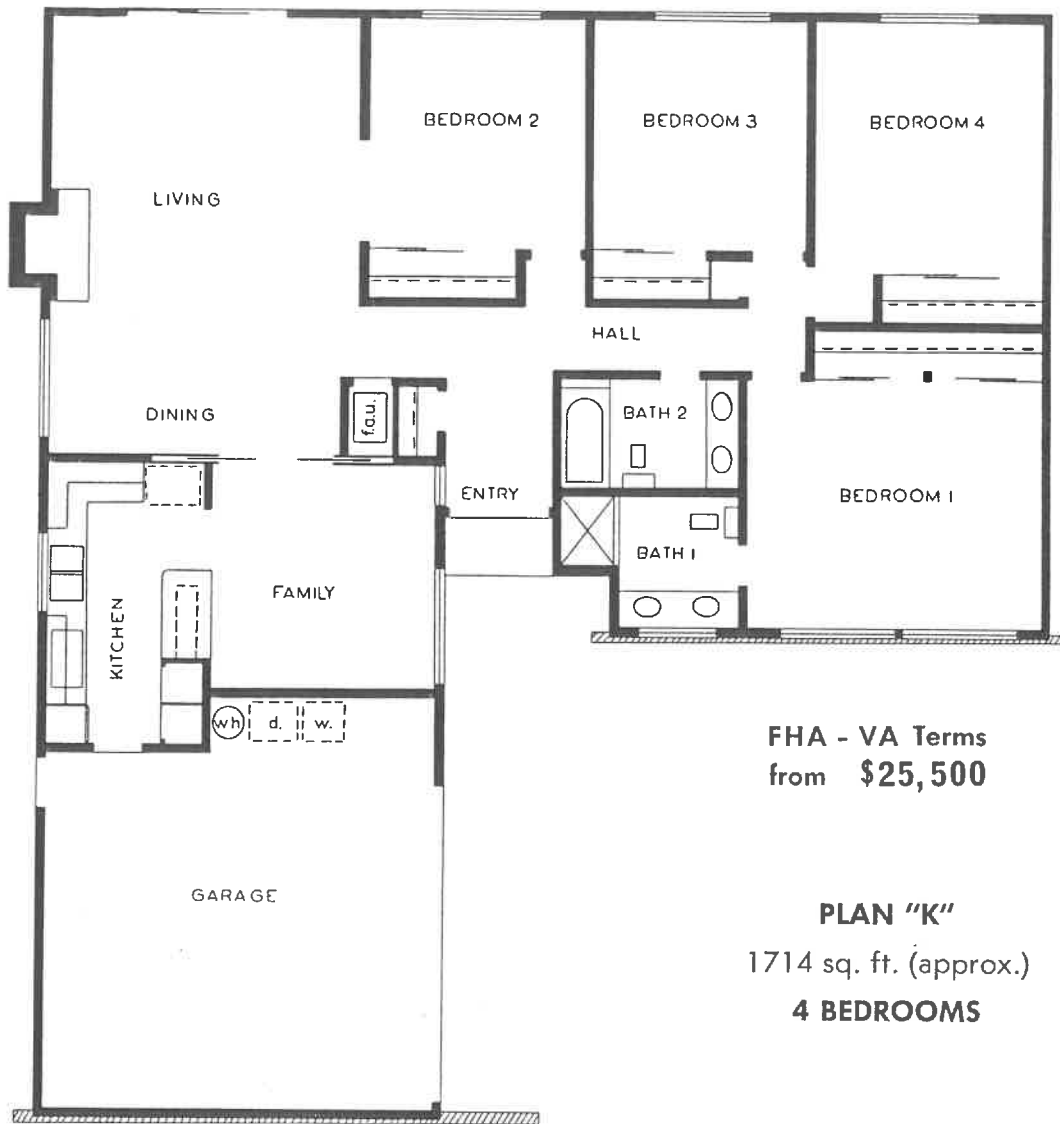 BEDROOM 2
BEDROOM 3
BEDROOM 4
LIVING
HALL
DINING
f.a.u.
BATH 2
ENTRY
BEDROOM 1
BATH 1
FAMILY
KITCHEN
wh
d.
w.
FHA - VA Terms
from $25,500
GARAGE
PLAN "K"
1714 sq. ft. (approx.)
4 BEDROOMS